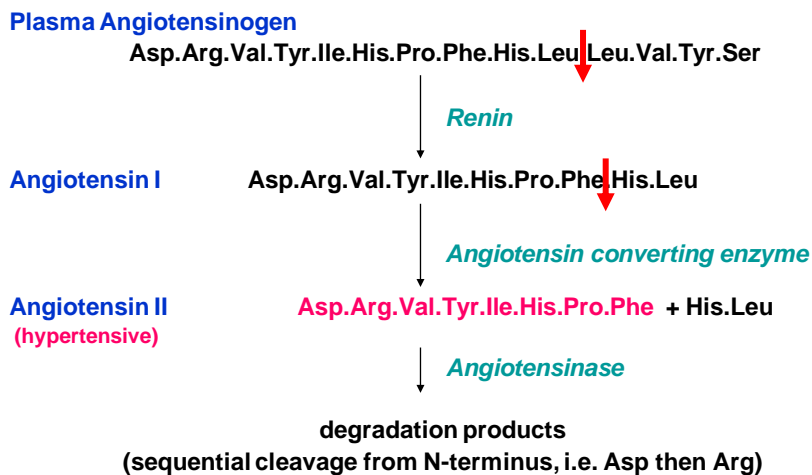 Plasma Angiotensinogen
Asp.Arg.Val.Tyr.Ile.His.Pro.Phe.His.Leu Leu.Val.Tyr.Ser
Renin
Angiotensin I Asp.Arg.Val.Tyr.Ile.His.Pro.Phe.His.Leu
Angiotensin converting enzyme
Angiotensin II Asp.Arg.Val.Tyr.Ile.His.Pro.Phe + His.Leu
(hypertensive)
Angiotensinase
degradation products
(sequential cleavage from N-terminus, i.e. Asp then Arg)